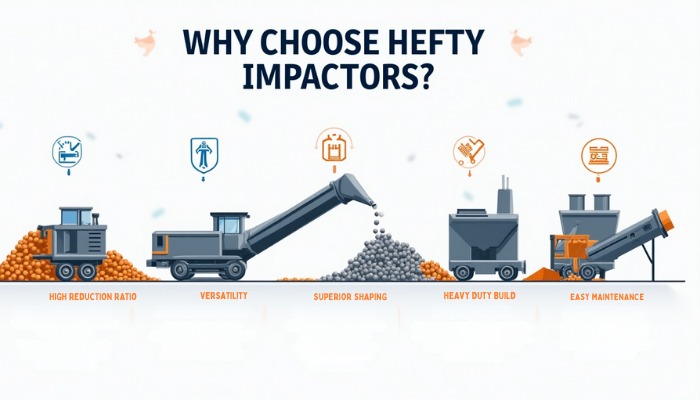 WHY CHOOSE HEFTY
IMPACTORS?
HIGH REDUCTION RATIO
VERSATILITY
SUPERIOR SHAPING
HEAVY DUTY BUILD
EASY MAINTENANCE